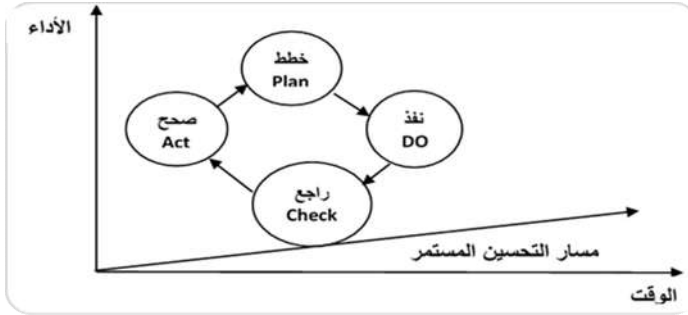 الأداء
خطط
Plan
نفذ
DO
صحح
Act
راجع
Check
مسار التحسين المستمر
الوقت